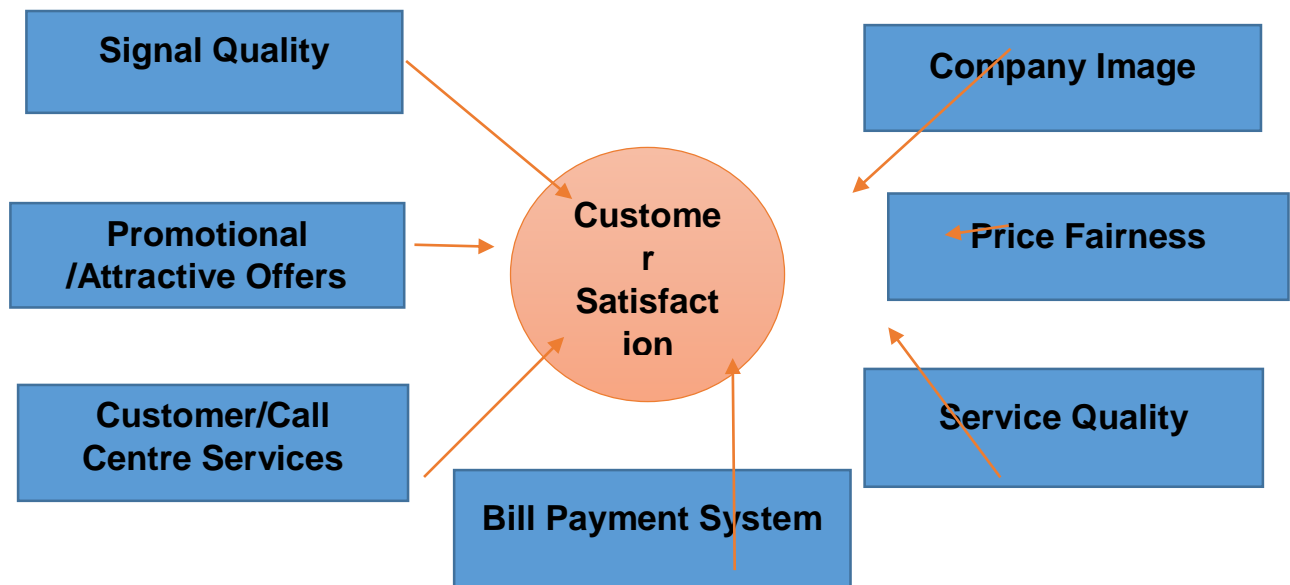 Signal Quality
Company Image
Custome
r
Satisfact
ion
Promotional
/Attractive Offers
Price Fairness
Customer/Call
Centre Services
Service Quality
Bill Payment System